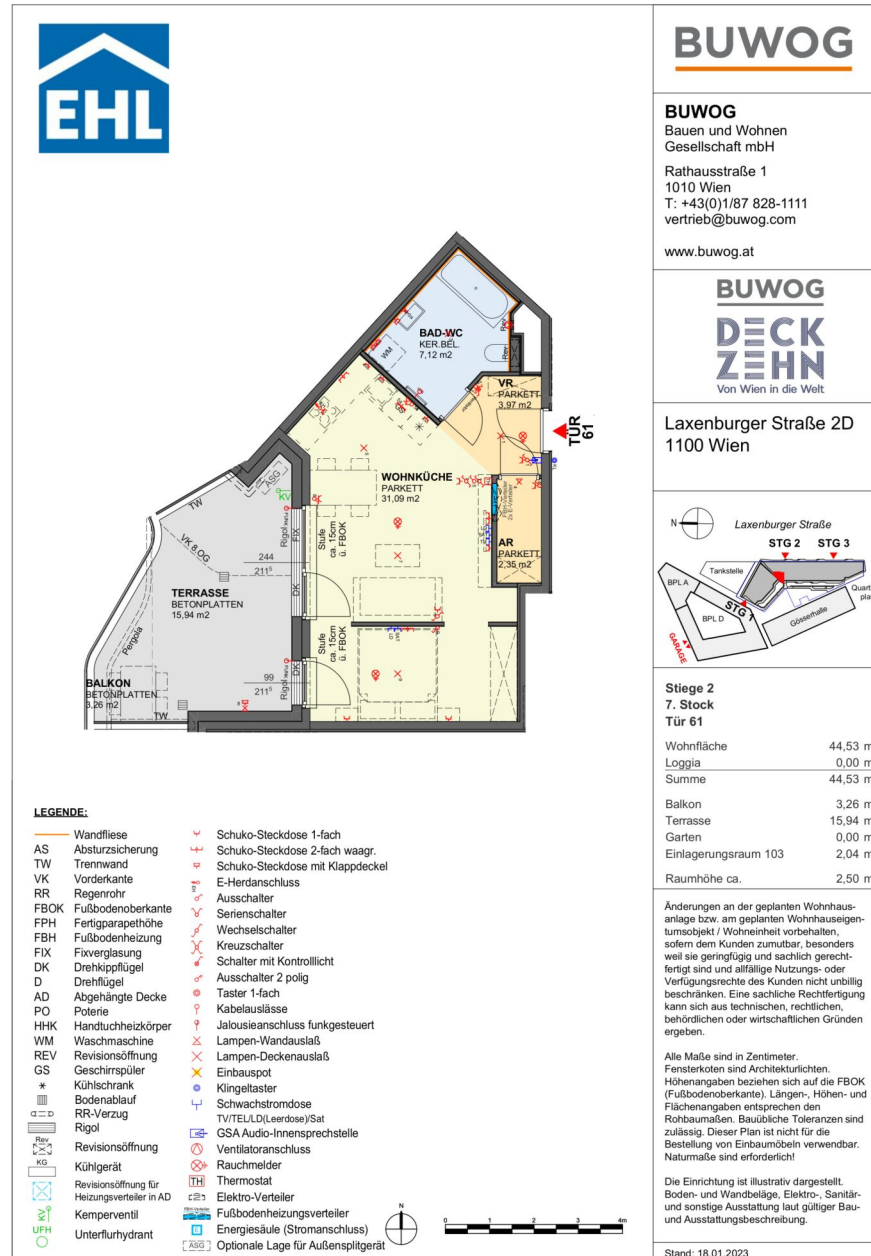 EHL
BUWOG
BUWOG
Bauen und Wohnen
Gesellschaft mbH
Rathausstraße 1
1010 Wien
T: +43(0)1/87 828-1111
vertrieb@buwog.com
www.buwog.at
BUWOG
DECK
ZEHN
Von Wien in die Welt
Laxenburger Straße 2D
1100 Wien
N
Laxenburger Straße
STG 2
STG 3
Tankstelle
BPL A
BPL D
STG 1
Gösserhalle
GARAGE
Stiege 2
7. Stock
Tür 61
Wohnfläche 44,53 m
Loggia 0,00 m
Summe 44,53 m
Balkon 3,26 m
Terrasse 15,94 m
Garten 0,00 m
Einlagerungsraum 103 2,04 m
Raumhöhe ca. 2,50 m
Änderungen an der geplanten Wohnhaus-
anlage bzw. am geplanten Wohnhauseigen-
tumsobjekt / Wohneinheit vorbehalten,
sofern dem Kunden zumutbar, besonders
weil sie geringfügig und sachlich gerecht-
fertigt sind und allfällige Nutzungs- oder
Verfügungsrechte des Kunden nicht unbillig
beschränken. Eine sachliche Rechtfertigung
kann sich aus technischen, rechtlichen,
behördlichen oder wirtschaftlichen Gründen
ergeben.
Alle Maße sind in Zentimeter.
Fensterkoten sind Architekturlichten.
Höhenangaben beziehen sich auf die FBOK
(Fußbodenoberkante). Längen-, Höhen- und
Flächenangaben entsprechen den
Rohbaumaßen. Bauübliche Toleranzen sind
zulässig. Dieser Plan ist nicht für die
Bestellung von Einbaumöbeln verwendbar.
Naturmaße sind erforderlich!
Die Einrichtung ist illustrativ dargestellt.
Boden- und Wandbeläge, Elektro-, Sanitär-
und sonstige Ausstattung laut gültiger Bau-
und Ausstattungsbeschreibung.
Stand: 18.01.2023
BAD-WC
KER.BEL.
7,12 m2
WM
Rev
Rev
VR
PARKETT
3,97 m2
TÜR
61
GS
WOHNKÜCHE
PARKETT
31,09 m2
FBH-Verteiler
2x E-Verteiler
AR
PARKETT
2,35 m2
ASG
KV
TW
VK 8.OG
Rigol
FIX
Stufe
ca. 15cm
ü. FBOK
244
211⁵
DK
TERRASSE
BETONPLATTEN
15,94 m2
Pergola
Stufe
ca. 15cm
ü. FBOK
DK
Rigol
99
211⁵
BALKON
BETONPLATTEN
3,26 m2
TW
LEGENDE:
Wandfliese
AS Absturzsicherung
TW Trennwand
VK Vorderkante
RR Regenrohr
FBOK Fußbodenoberkante
FPH Fertigparapethöhe
FBH Fußbodenheizung
FIX Fixverglasung
DK Drehkippflügel
D Drehflügel
AD Abgehängte Decke
PO Poterie
HHK Handtuchheizkörper
WM Waschmaschine
REV Revisionsöffnung
GS Geschirrspüler
* Kühlschrank
Bodenablauf
RR-Verzug
Rigol
Rev Revisionsöffnung
KG Kühlgerät
Revisionsöffnung für
Heizungsverteiler in AD
KV Kemperventil
UFH Unterflurhydrant
Schuko-Steckdose 1-fach
Schuko-Steckdose 2-fach waagr.
Schuko-Steckdose mit Klappdeckel
E-Herdanschluss
Ausschalter
Serienschalter
Wechselschalter
Kreuzschalter
Schalter mit Kontrolllicht
Ausschalter 2 polig
Taster 1-fach
Kabelauslässe
Jalousieanschluss funkgesteuert
Lampen-Wandauslaß
Lampen-Deckenauslaß
Einbauspot
Klingeltaster
Schwachstromdose
TV/TEL/LD(Leerdose)/Sat
GSA Audio-Innensprechstelle
Ventilatoranschluss
Rauchmelder
TH Thermostat
Elektro-Verteiler
Fußbodenheizungsverteiler
Energiesäule (Stromanschluss)
ASG Optionale Lage für Außensplitgerät
N
0 1 2 3 4m